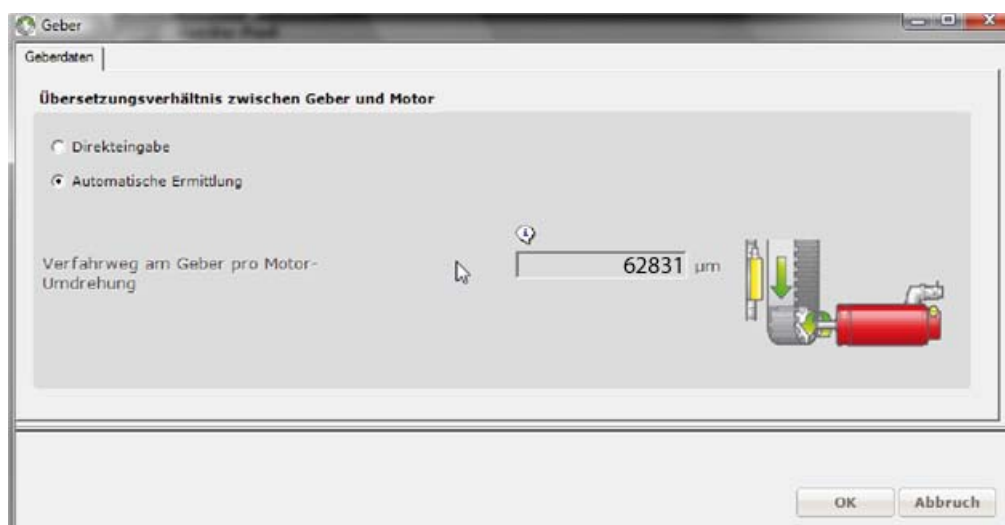 Geber
Geberdaten
Übersetzungsverhältnis zwischen Geber und Motor
Direkteingabe
Automatische Ermittlung
Verfahrweg am Geber pro Motor-
Umdrehung
62831 µm
OK Abbruch